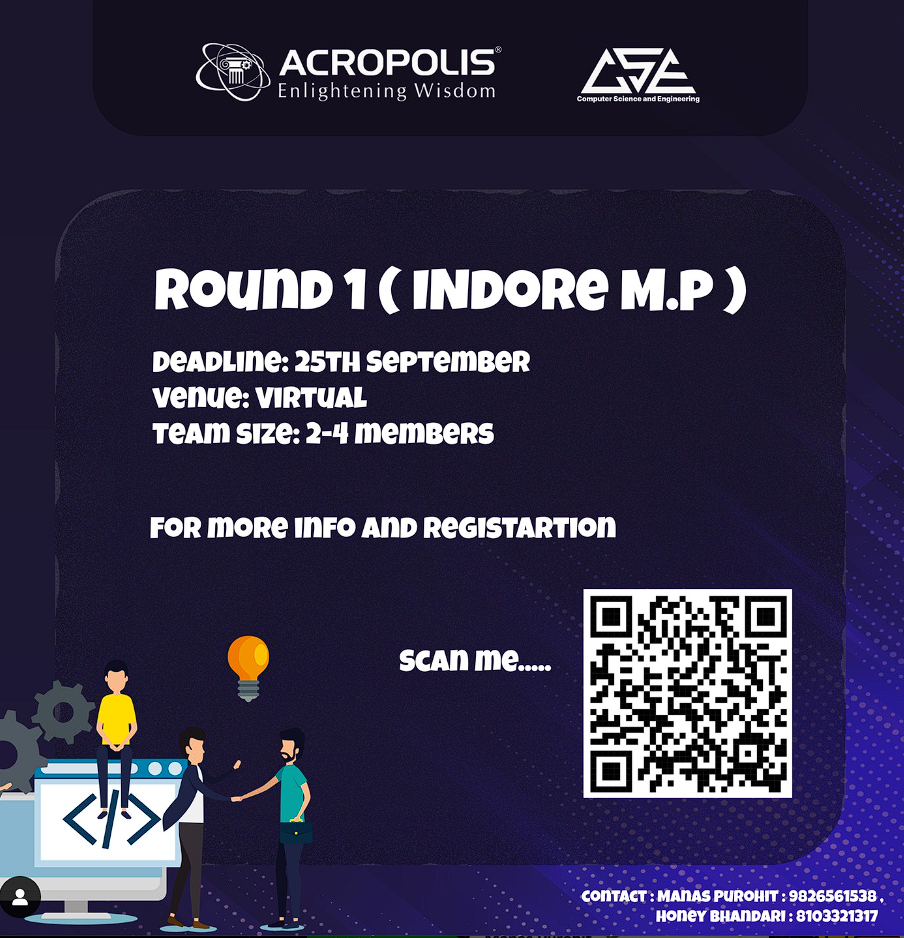 ACROPOLIS®
Enlightening Wisdom
CSE
Computer Science and Engineering
Round 1 ( Indore M.P )
Deadline: 25th September
Venue: Virtual
Team Size: 2-4 members
For more info and Registartion
Scan me.....
</>
Contact : Manas Purohit : 9826561538 ,
Honey Bhandari : 8103321317